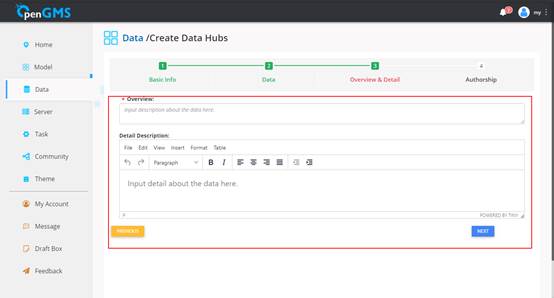 OpenGMS
my
Home
Model
Data
Server
Task
Community
Theme
My Account
Message
Draft Box
Feedback
Data /Create Data Hubs
1 2 3 4
Basic Info Data Overview & Detail Authorship
* Overview:
Input description about the data here.
Detail Description:
File Edit View Insert Format Table
Paragraph B I
Input detail about the data here.
P POWERED BY TINY
PREVIOUS NEXT